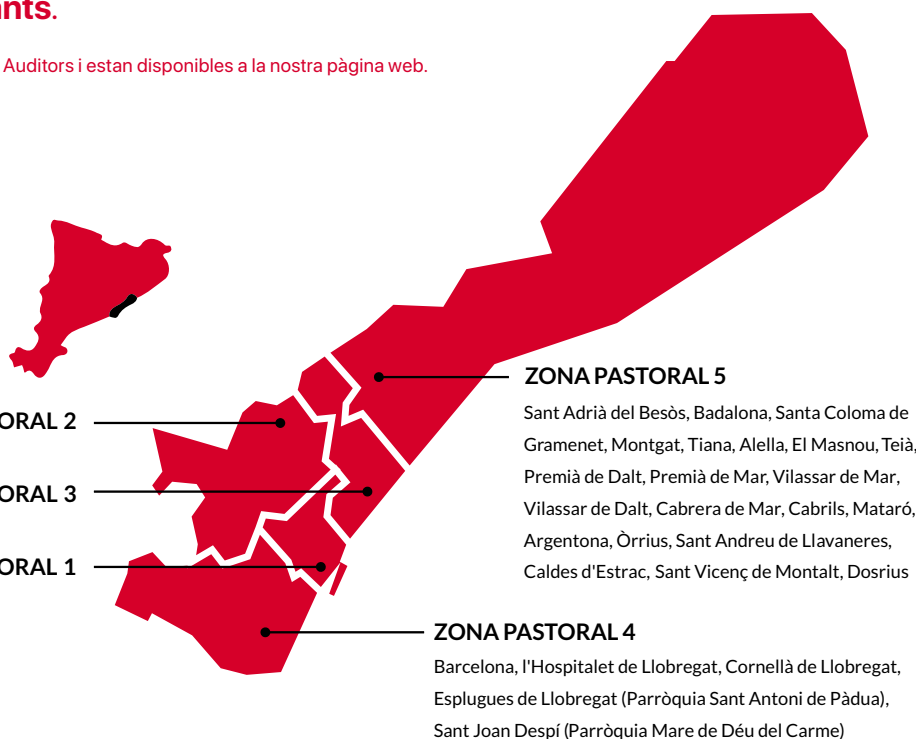 Auditors i estan disponibles a la nostra pàgina web.
ZONA PASTORAL 5
Sant Adrià del Besòs, Badalona, Santa Coloma de
Gramenet, Montgat, Tiana, Alella, El Masnou, Teià,
Premià de Dalt, Premià de Mar, Vilassar de Mar,
Vilassar de Dalt, Cabrera de Mar, Cabrils, Mataró,
Argentona, Òrrius, Sant Andreu de Llavaneres,
Caldes d'Estrac, Sant Vicenç de Montalt, Dosrius
ORAL 2
ORAL 3
ORAL 1
ZONA PASTORAL 4
Barcelona, l'Hospitalet de Llobregat, Cornellà de Llobregat,
Esplugues de Llobregat (Parròquia Sant Antoni de Pàdua),
Sant Joan Despí (Parròquia Mare de Déu del Carme)